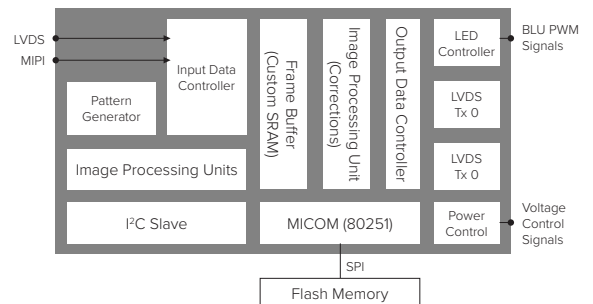 LVDS
MIPI
Input Data
Controller
Pattern
Generator
Image Processing Units
I²C Slave
Frame Buffer
(Custom SRAM)
Image Processing Unit
(Corrections)
Output Data Controller
MICOM (80251)
LED
Controller
LVDS
Tx 0
LVDS
Tx 0
Power
Control
BLU PWM
Signals
Voltage
Control
Signals
SPI
Flash Memory